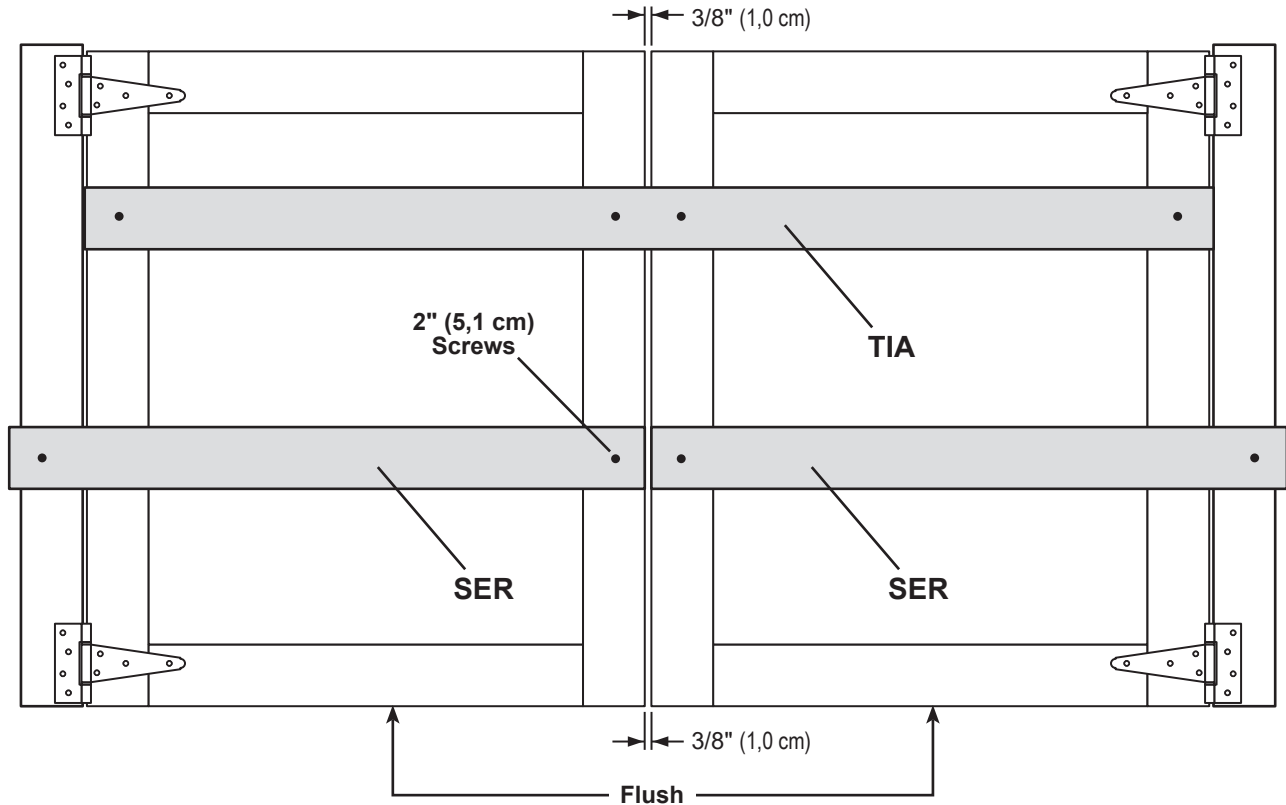 3/8" (1,0 cm)
2" (5,1 cm)
Screws
TIA
SER
SER
3/8" (1,0 cm)
Flush